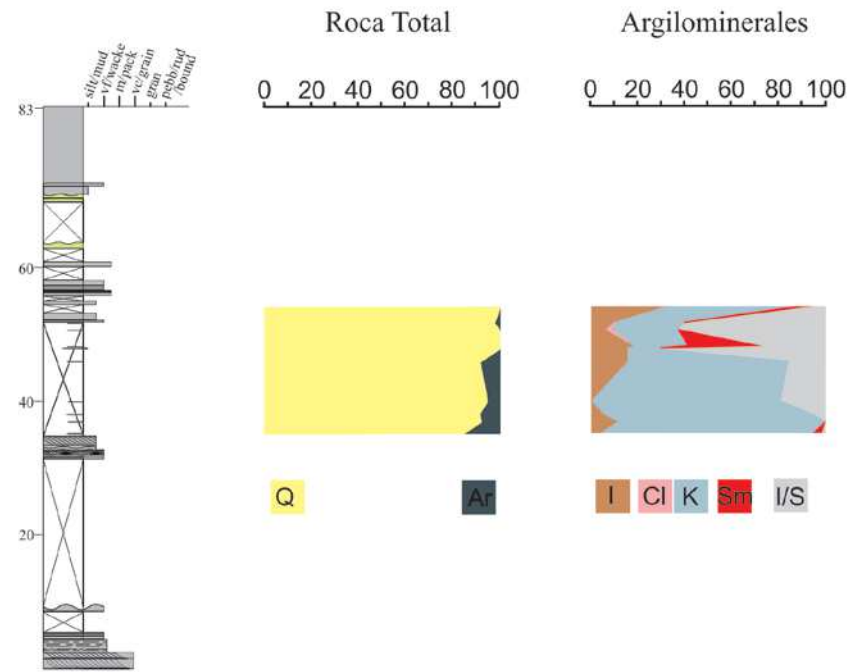 Roca Total
Argilominerales
silt/mud
vf/wacke
m/pack
vc/grain
gran
pebb/rud
/bound
0 20 40 60 80 100
0 20 40 60 80 100
83
60
40
20
Q
Ar
I
Cl
K
Sm
I/S